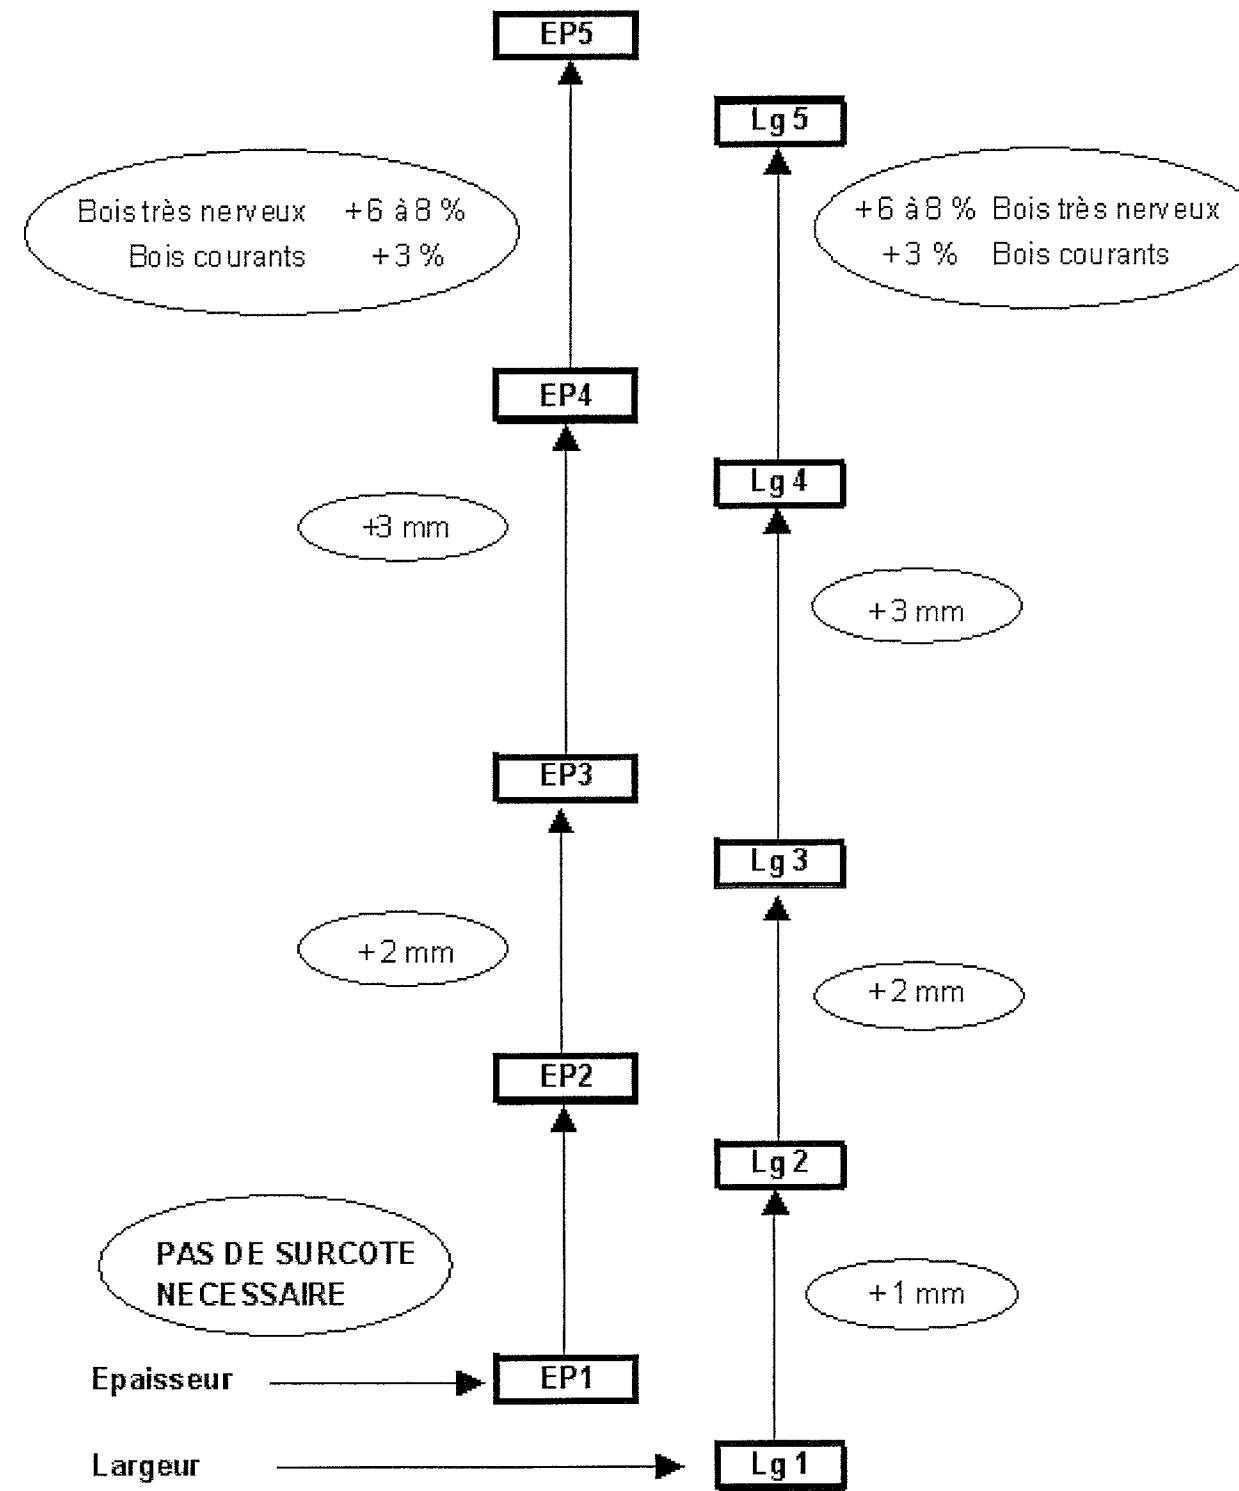 EP5
Lg 5
Bois très nerveux +6 à 8 %
Bois courants +3 %
+6 à 8 % Bois très nerveux
+3 % Bois courants
EP4
Lg 4
+3 mm
+3 mm
EP3
Lg 3
+2 mm
+2 mm
EP2
Lg 2
PAS DE SURCOTE
NECESSAIRE
+1 mm
Epaisseur
EP1
Largeur
Lg 1